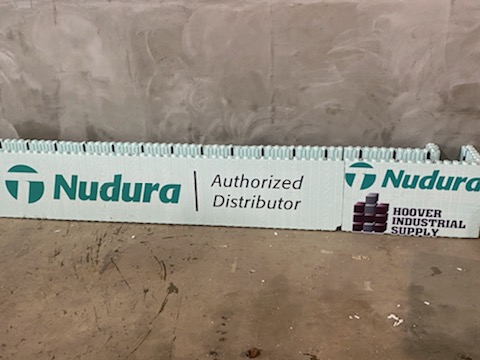 Nudura
Authorized
Distributor
Nudura
HOOVER
INDUSTRIAL
SUPPLY